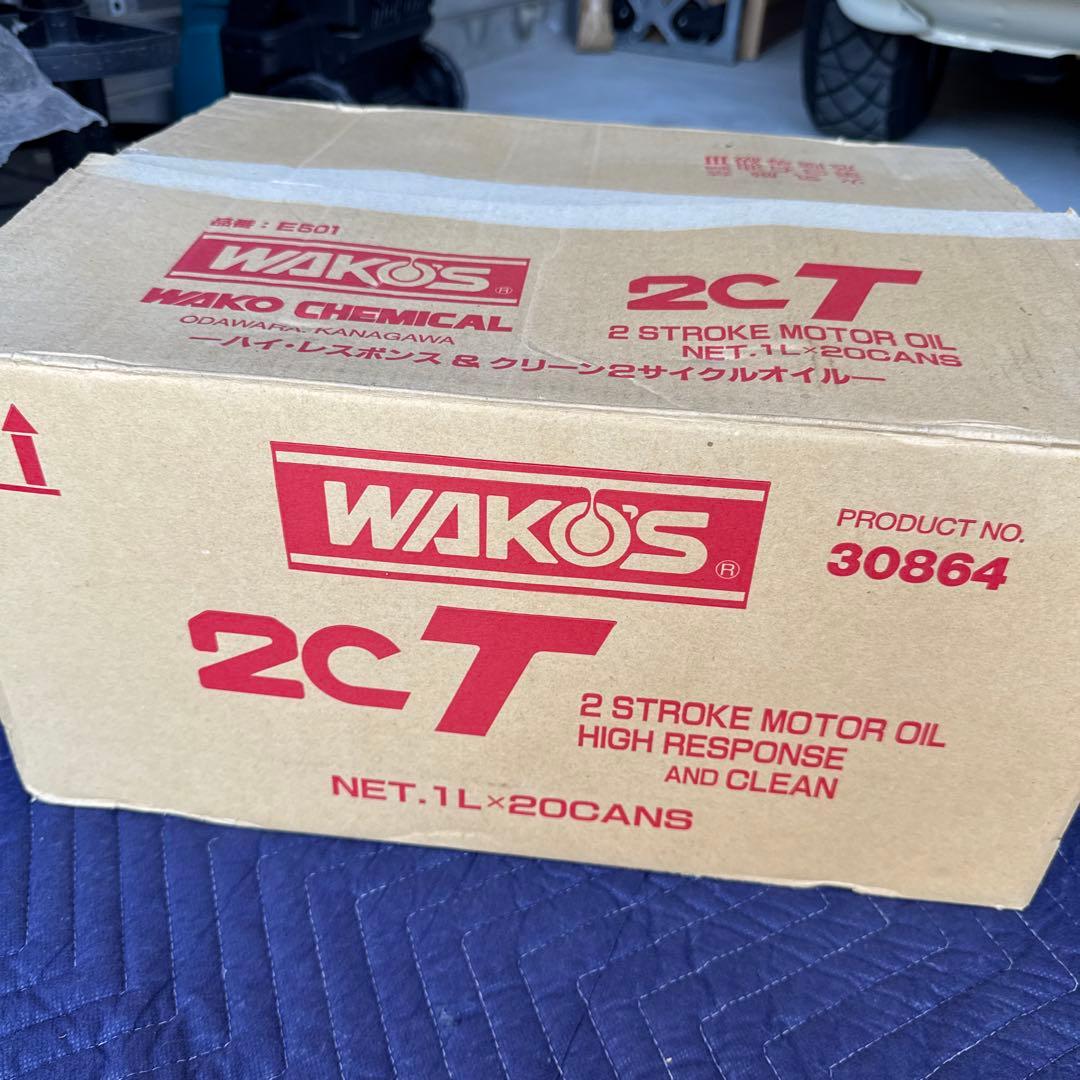 品番：E501
WAKO'S®
WAKO CHEMICAL
ODAWARA. KANAGAWA
2CT
2 STROKE MOTOR OIL
NET.1L×20CANS
ーハイ・レスポンス & クリーン2サイクルオイルー
WAKO'S®
PRODUCT NO.
30864
2CT
2 STROKE MOTOR OIL
HIGH RESPONSE
AND CLEAN
NET.1L×20CANS